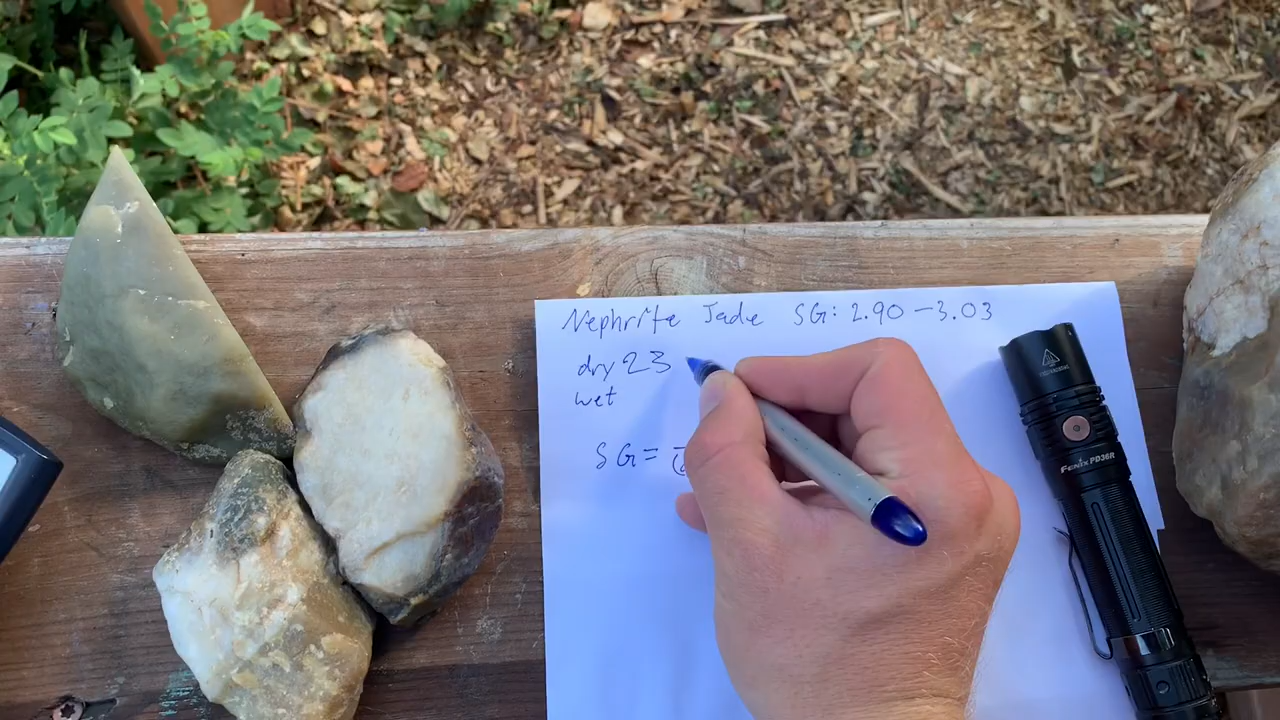 Nephrite Jade SG: 2.90 - 3.03
dry 23
wet
SG =
FENIX PD36R